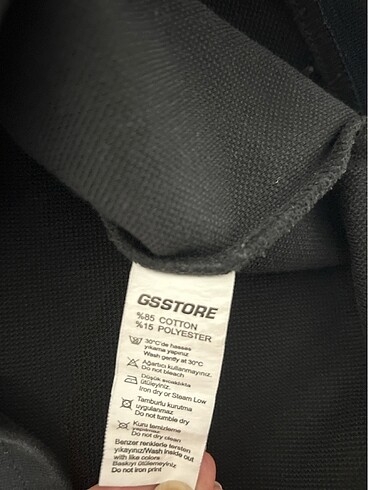 GSSTORE
%85 COTTON
%15 POLYESTER
30°C'de hassas
yıkama yapınız
Wash gently at 30°C
Ağartıcı kullanmayınız.
Do not bleach
Düşük sıcaklıkta
ütüleyiniz.
Iron dry or Steam Low
Tamburlu kurutma
uygulanmaz
Do not tumble dry
Kuru temizleme
yapılmaz.
Do not dry clean
Benzer renklerle tersten
yıkayınız/Wash inside out
with like colors
Baskıyı ütülemeyiniz
Do not iron print